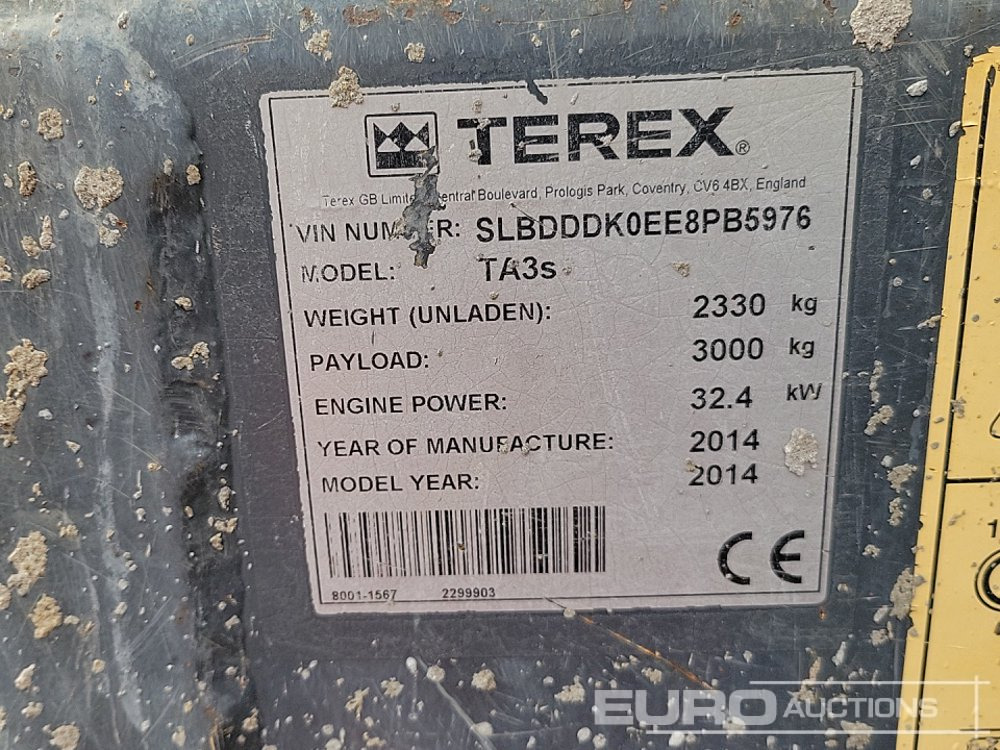 TEREX®
Terex GB Limited Boulevard, Prologis Park, Coventry, CV6 4BX, England
VIN NUMBER: SLBDDDK0EE8PB5976
MODEL: TA3s
WEIGHT (UNLADEN): 2330 kg
PAYLOAD: 3000 kg
ENGINE POWER: 32.4 kW
YEAR OF MANUFACTURE: 2014
MODEL YEAR: 2014
CE
8001-1567 2299903
1
EURO AUCTIONS